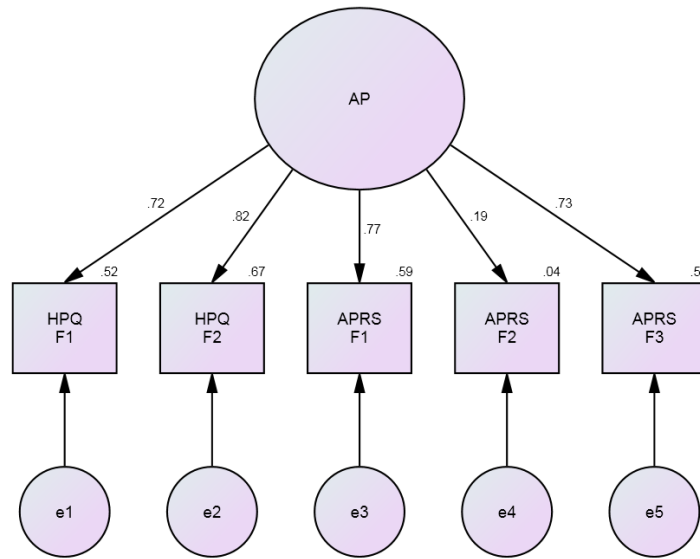 AP
.72
.82
.77
.19
.73
.52
.67
.59
.04
HPQ
F1
HPQ
F2
APRS
F1
APRS
F2
APRS
F3
e1
e2
e3
e4
e5